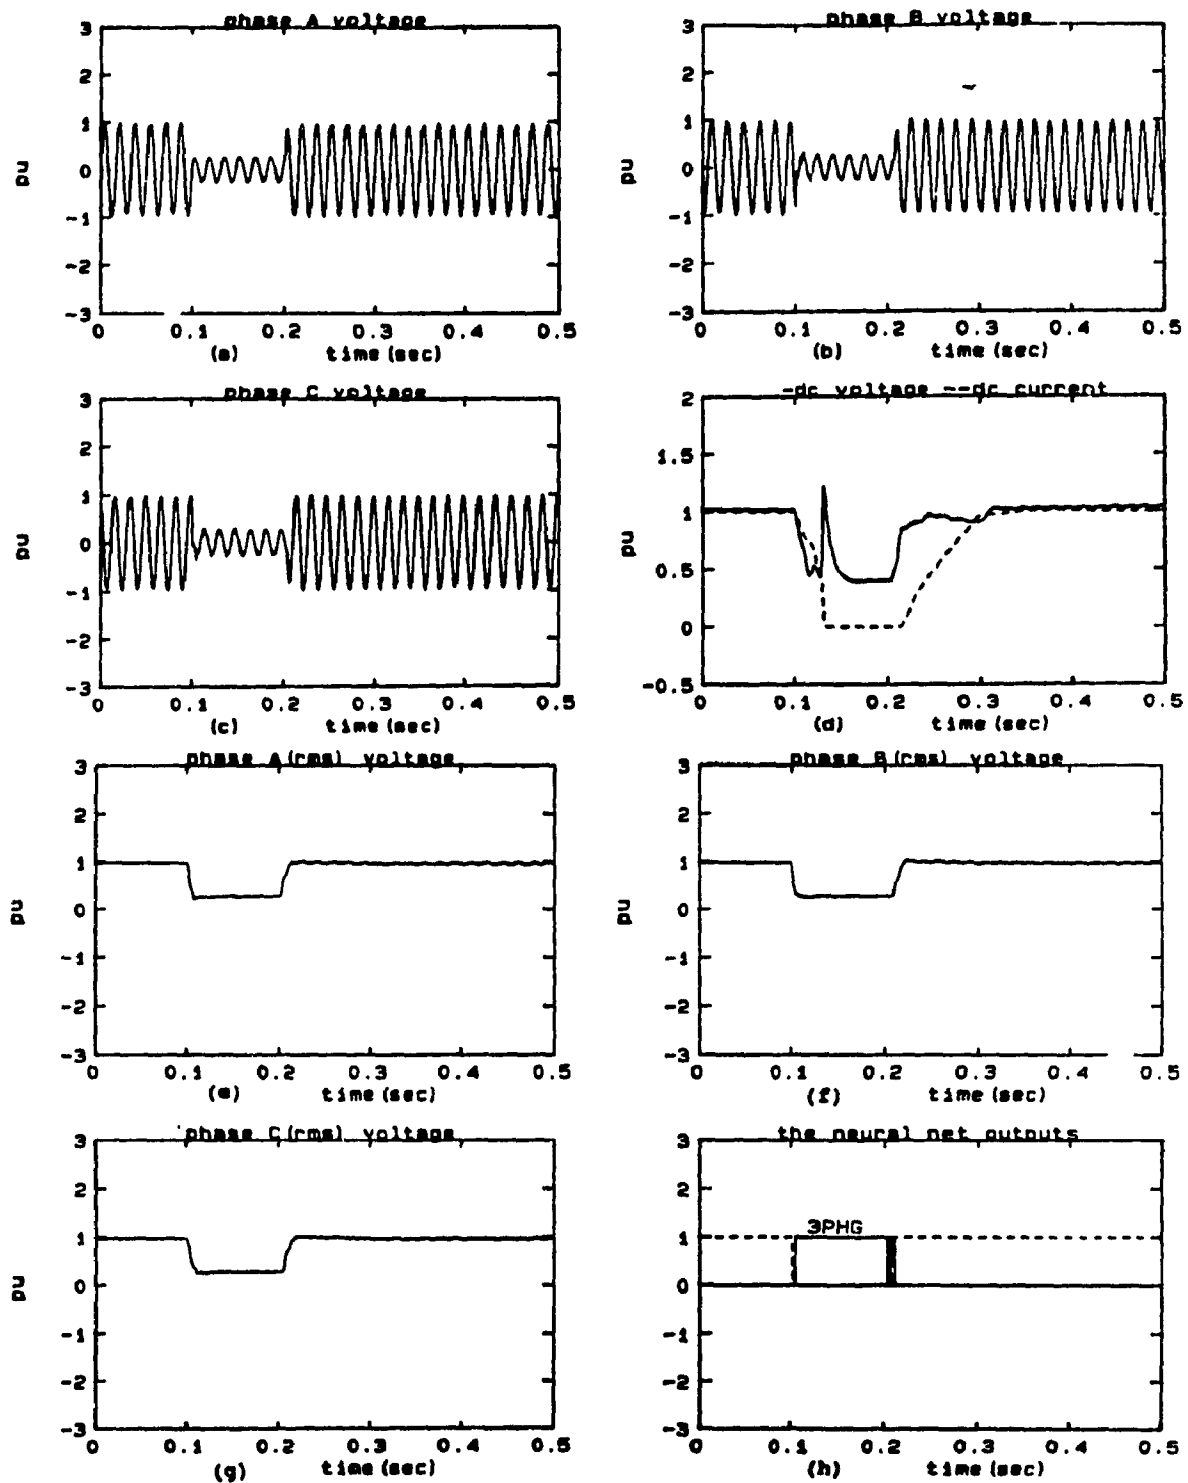 phase A voltage
3
2
1
0
-1
-2
-3
pu
0 0.1 0.2 0.3 0.4 0.5
(a) time(sec)
phase B voltage
3
2
1
0
-1
-2
-3
pu
0 0.1 0.2 0.3 0.4 0.5
(b) time(sec)
phase C voltage
3
2
1
0
-1
-2
-3
pu
0 0.1 0.2 0.3 0.4 0.5
(c) time(sec)
-dc voltage --dc current
2
1.5
1
0.5
0
-0.5
pu
0 0.1 0.2 0.3 0.4 0.5
(d) time(sec)
phase A(rms) voltage
3
2
1
0
-1
-2
-3
pu
0 0.1 0.2 0.3 0.4 0.5
(e) time(sec)
phase B(rms) voltage
3
2
1
0
-1
-2
-3
pu
0 0.1 0.2 0.3 0.4 0.5
(f) time(sec)
phase C(rms) voltage
3
2
1
0
-1
-2
-3
pu
0 0.1 0.2 0.3 0.4 0.5
(g) time(sec)
the neural net outputs
3
2
1
0
-1
-2
-3
3PHG
0 0.1 0.2 0.3 0.4 0.5
(h) time(sec)